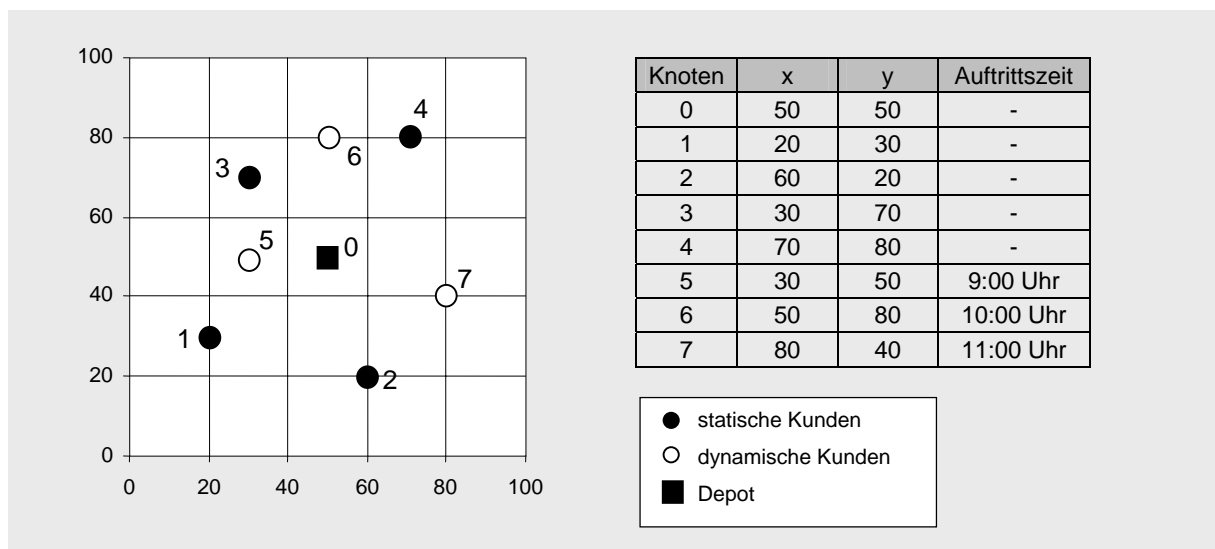 100
80
60
40
20
0
0 20 40 60 80 100
4
6
3
5
0
7
1
2
Knoten x y Auftrittszeit
0 50 50 -
1 20 30 -
2 60 20 -
3 30 70 -
4 70 80 -
5 30 50 9:00 Uhr
6 50 80 10:00 Uhr
7 80 40 11:00 Uhr
statische Kunden
dynamische Kunden
Depot